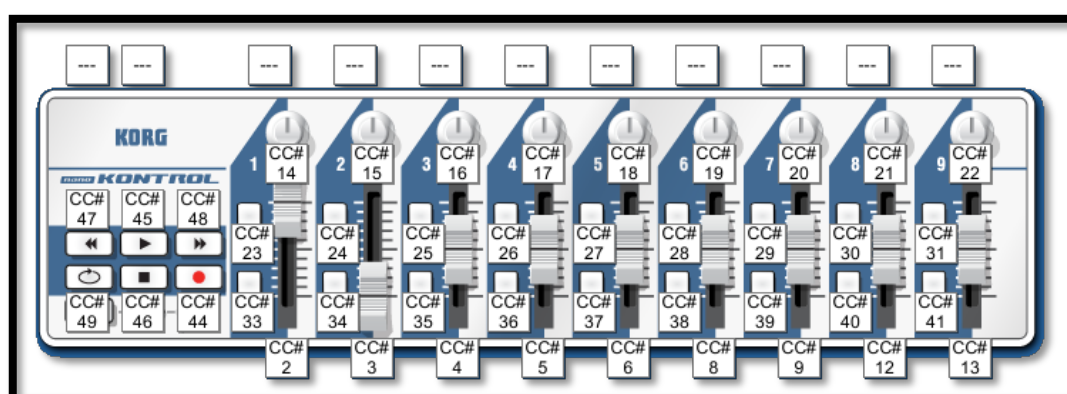 --- --- --- --- --- --- --- --- --- --- ---
KORG
nano KONTROL
1 2 3 4 5 6 7 8 9
CC# 14 CC# 15 CC# 16 CC# 17 CC# 18 CC# 19 CC# 20 CC# 21 CC# 22
CC# 47 CC# 45 CC# 48
CC# 23 CC# 24 CC# 25 CC# 26 CC# 27 CC# 28 CC# 29 CC# 30 CC# 31
CC# 49 CC# 46 CC# 44
CC# 33 CC# 34 CC# 35 CC# 36 CC# 37 CC# 38 CC# 39 CC# 40 CC# 41
CC# 2 CC# 3 CC# 4 CC# 5 CC# 6 CC# 8 CC# 9 CC# 12 CC# 13